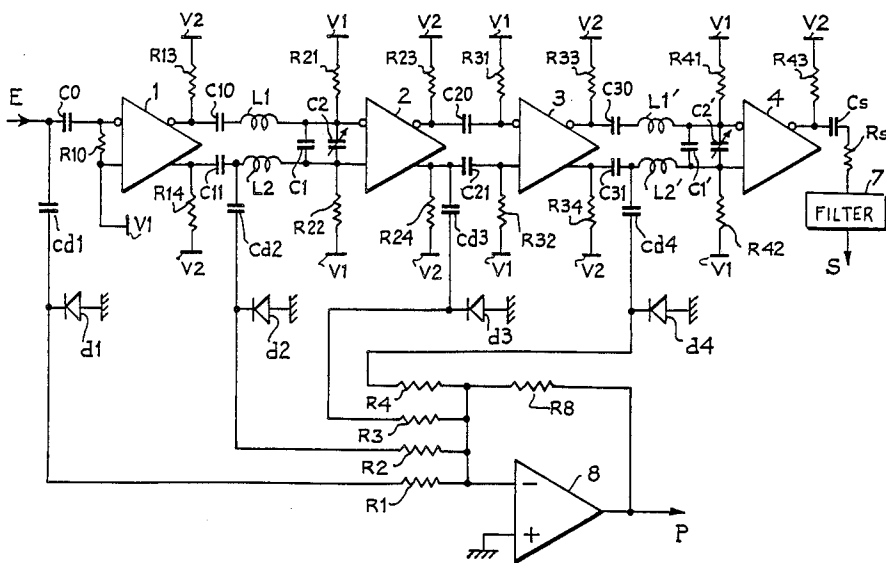 V2 V1 V2 V1 V2 V1 V2
R13 R21 R23 R31 R33 R41 R43
E C0 1 C10 L1 C2 2 C20 3 C30 L1' C2' 4 Cs
R10 Rs
R14 C11 L2 C1 R22 R24 C21 R32 R34 C31 L2' C1' R42 7
FILTER
Cd1 V1 V2 Cd2 V1 V2 Cd3 V1 V2 Cd4 V1 S
d1 d2 d3 d4
R4 R8
R3
R2 8
R1 −
+ P